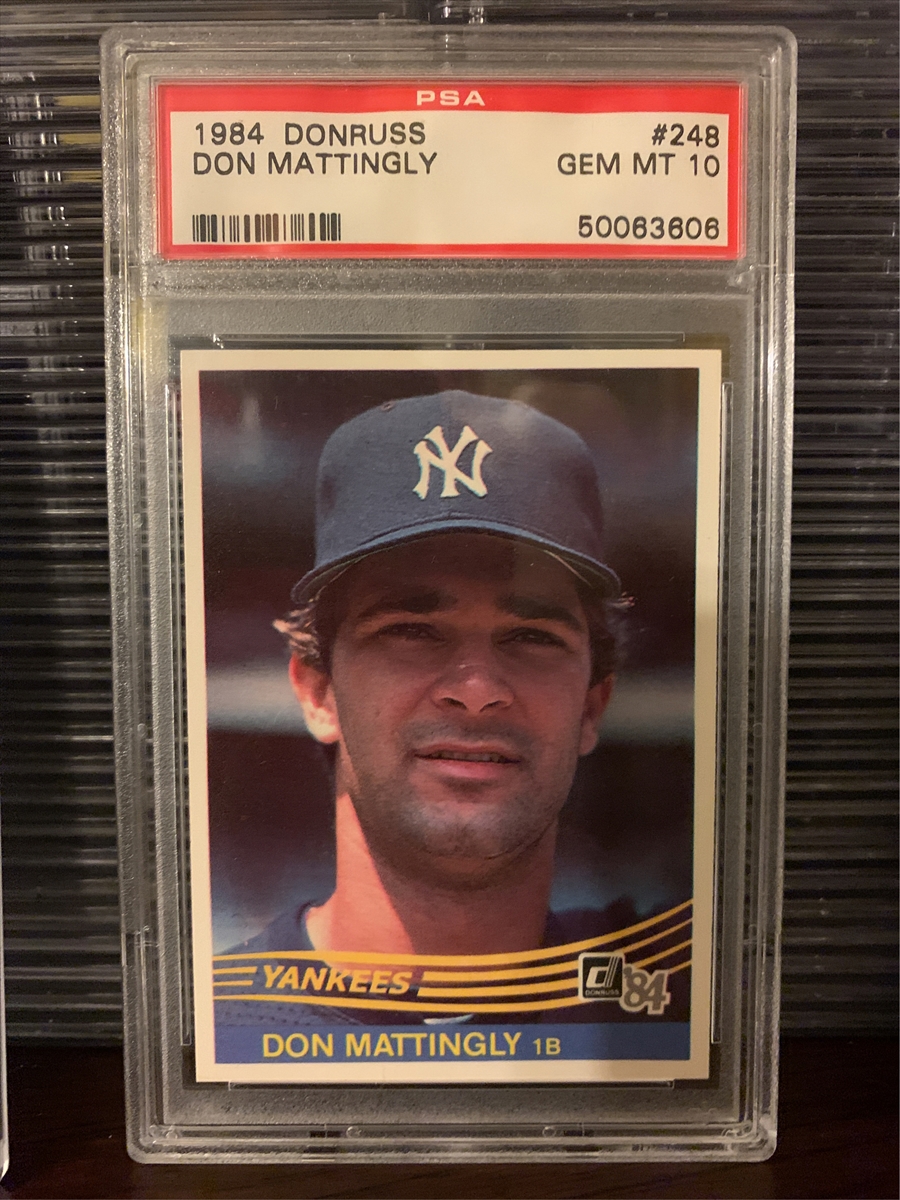 PSA
1984 DONRUSS #248
DON MATTINGLY GEM MT 10
50063606
NY
YANKEES
d
DONRUSS
'84
DON MATTINGLY 1B